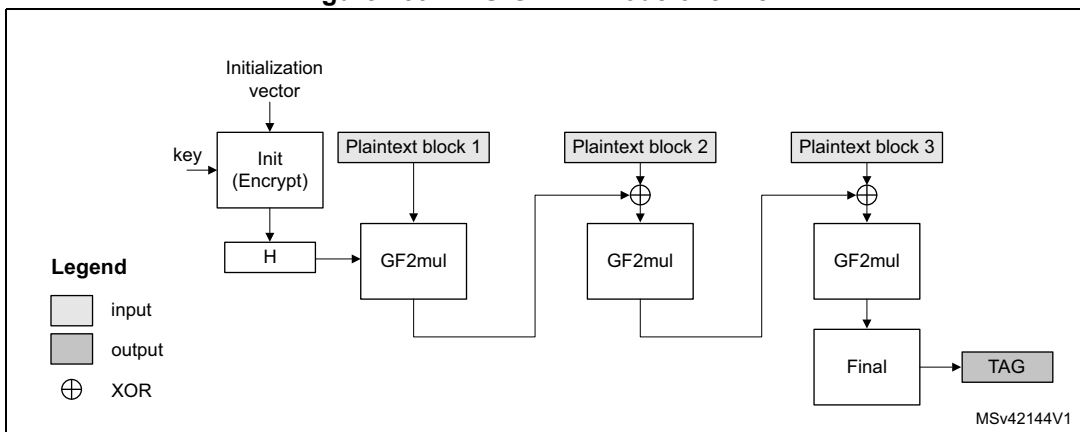 Initialization
vector
key
Init
(Encrypt)
Plaintext block 1
Plaintext block 2
Plaintext block 3
H
GF2mul
GF2mul
GF2mul
Legend
input
output
XOR
Final
TAG
MSv42144V1